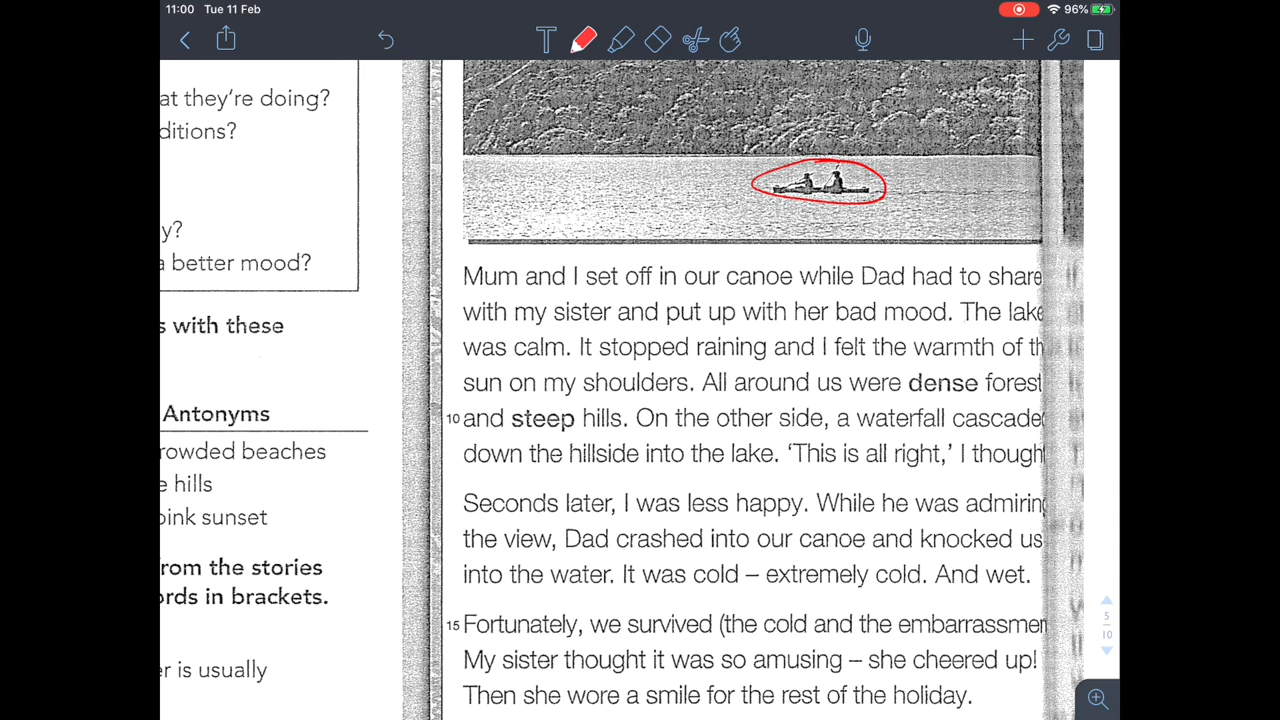 11:00 Tue 11 Feb
96%
at they're doing?
ditions?
y?
a better mood?
s with these
Antonyms
rowded beaches
e hills
pink sunset
rom the stories
ords in brackets.
er is usually
Mum and I set off in our canoe while Dad had to share
with my sister and put up with her bad mood. The lake
was calm. It stopped raining and I felt the warmth of th
sun on my shoulders. All around us were dense forest
10 and steep hills. On the other side, a waterfall cascade
down the hillside into the lake. ‘This is all right,’ I though
Seconds later, I was less happy. While he was admirin
the view, Dad crashed into our canoe and knocked us
into the water. It was cold – extremely cold. And wet.
15 Fortunately, we survived (the cold and the embarrassmen
My sister thought it was so amusing – she cheered up!
Then she wore a smile for the rest of the holiday.
5
10